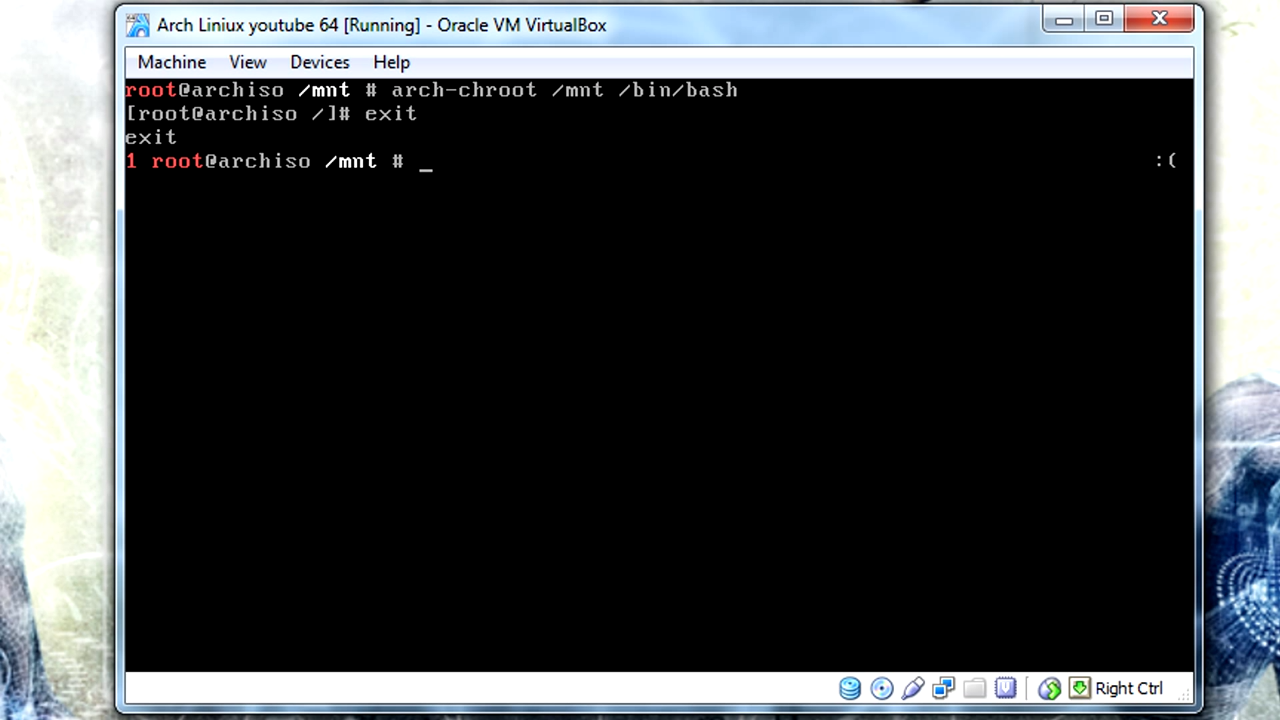 Arch Liniux youtube 64 [Running] - Oracle VM VirtualBox
Machine View Devices Help
root@archiso /mnt # arch-chroot /mnt /bin/bash
[root@archiso /]# exit
exit
1 root@archiso /mnt # _ :(
Right Ctrl